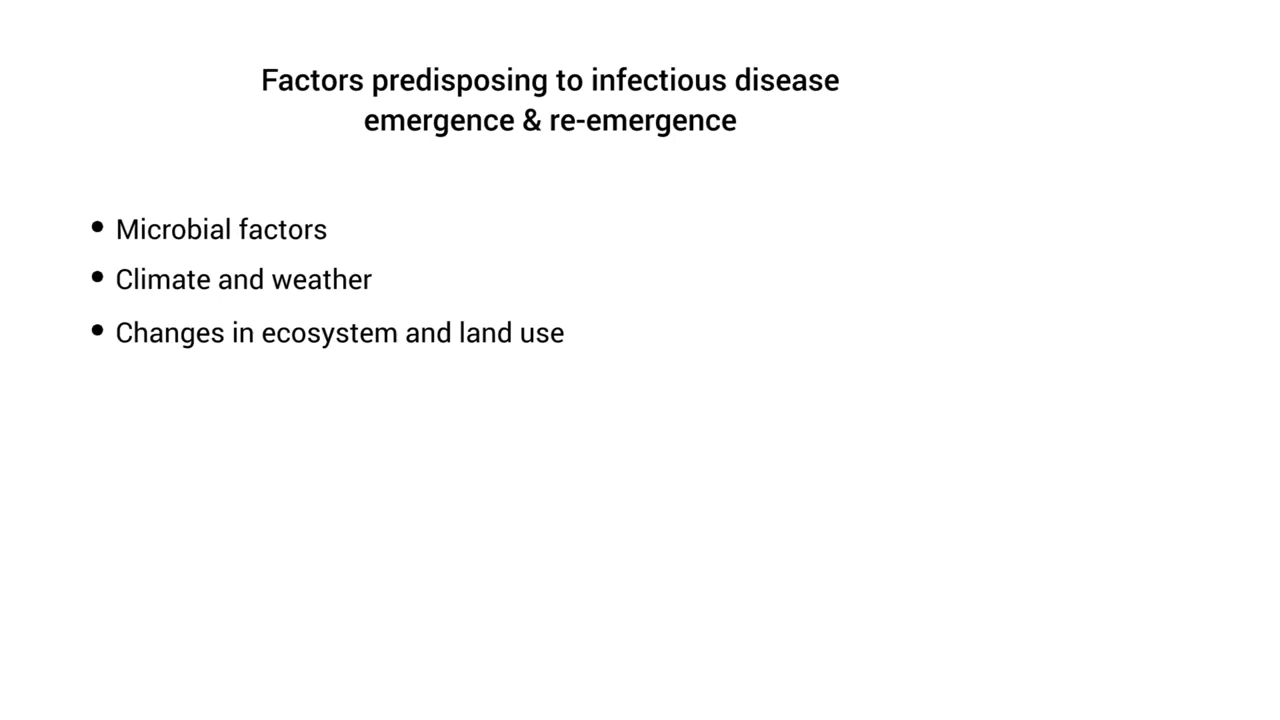 Factors predisposing to infectious disease
emergence & re-emergence
• Microbial factors
• Climate and weather
• Changes in ecosystem and land use